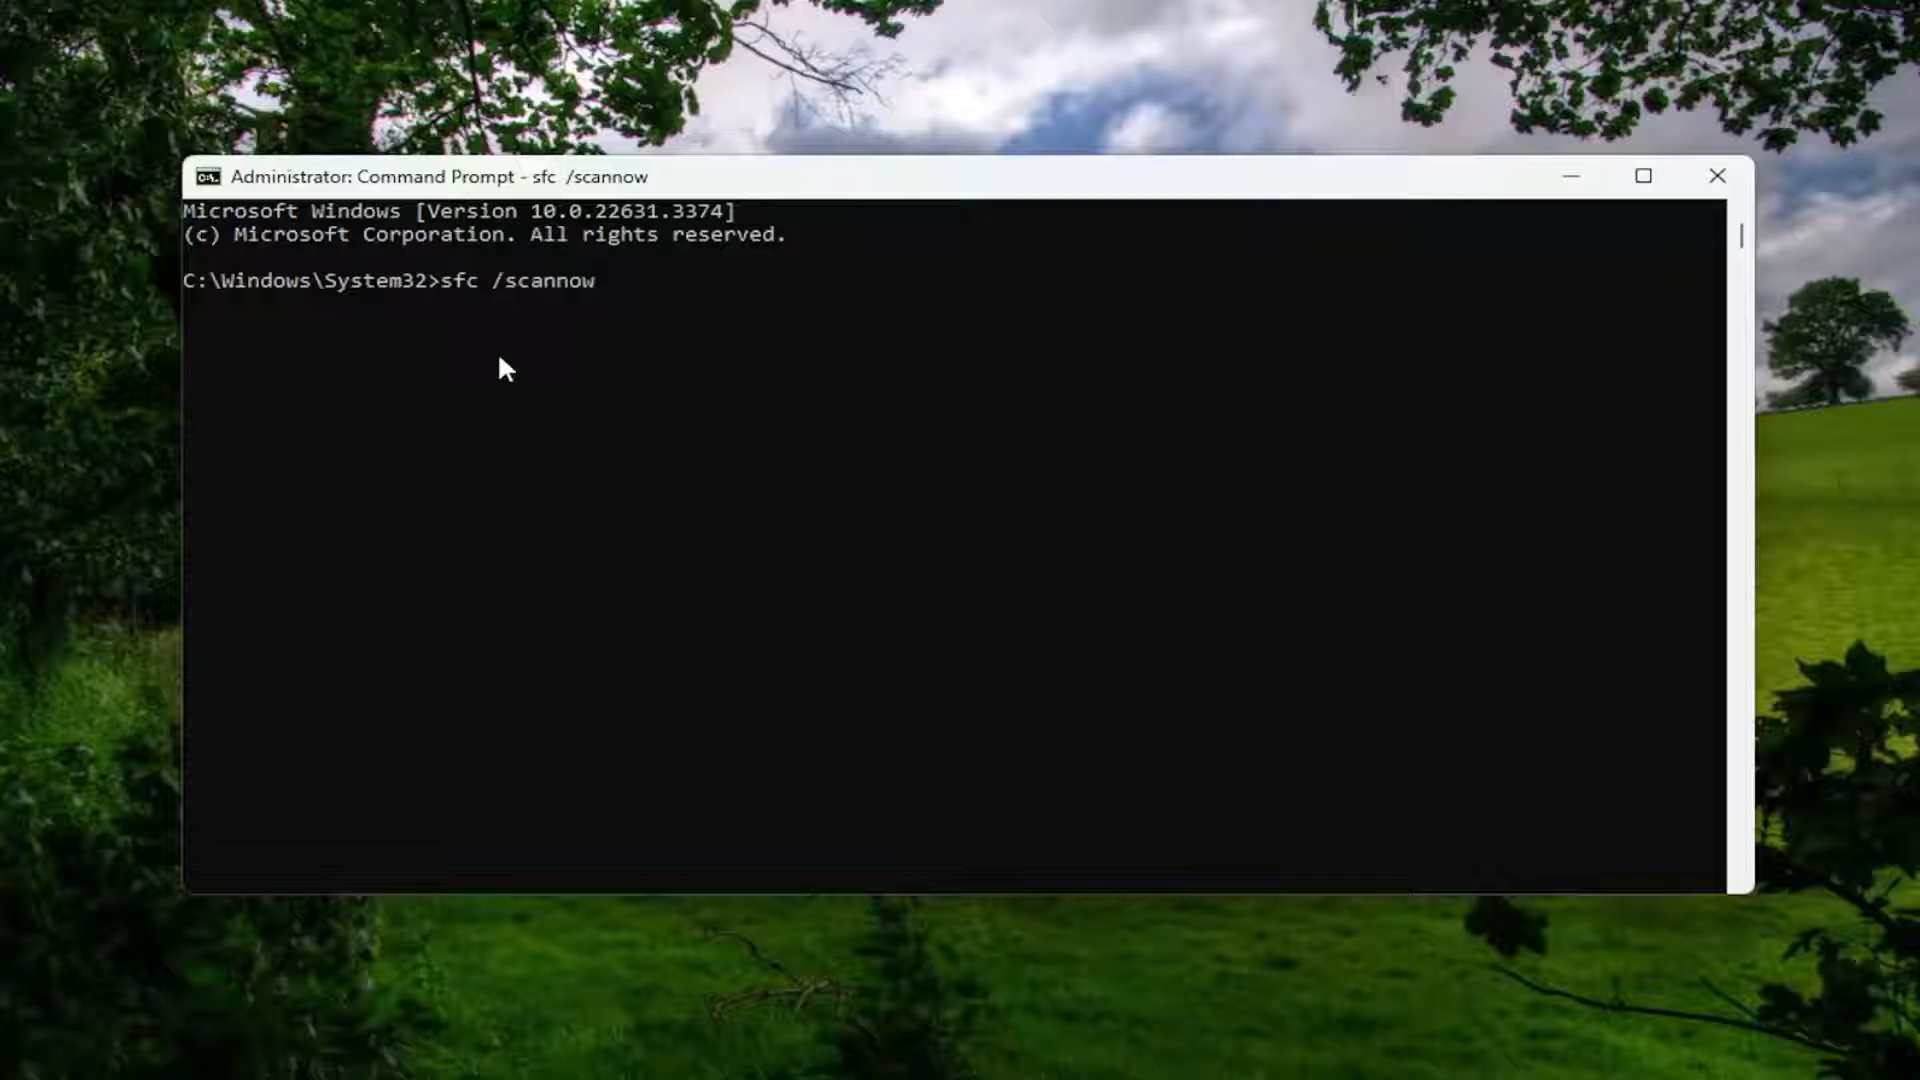 Administrator: Command Prompt - sfc  /scannow
Microsoft Windows [Version 10.0.22631.3374]
(c) Microsoft Corporation. All rights reserved.
C:\Windows\System32>sfc /scannow